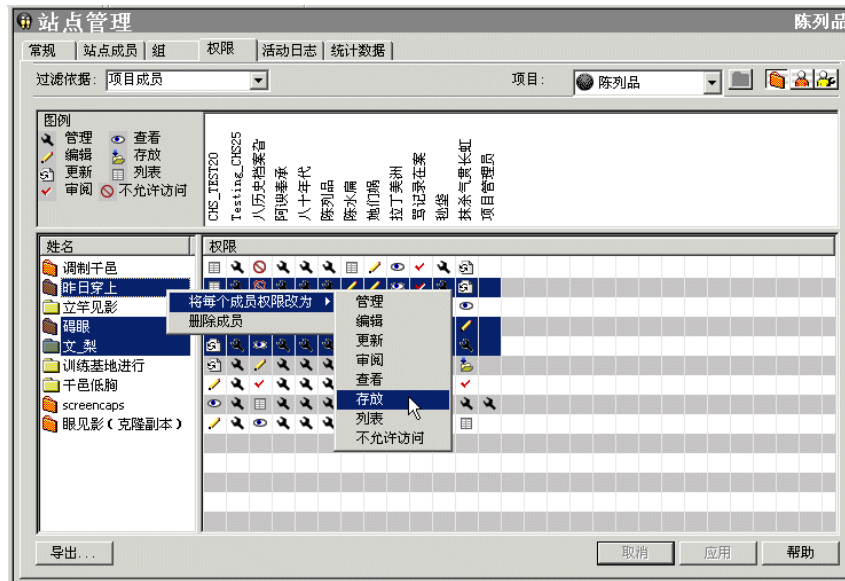 站点管理
陈列品
常规 站点成员 组 权限 活动日志 统计数据
过滤依据: 项目成员 项目: 陈列品
图例
管理 查看
编辑 存放
更新 列表
审阅 不允许访问
CHS_TEST20
Testing_CHS25
八历史档案旮
阿谀奉承
八十年代
陈列品
陈水扁
她们赐
拉丁美洲
骂记录在案
抹杀气贯长虹
项目管理员
姓名 权限
调制千邑
昨日穿上
立竿见影
碍眼
文_梨
训练基地进行
千邑低胸
screencaps
眼见影(克隆副本)
将每个成员权限改为
删除成员
管理
编辑
更新
审阅
查看
存放
列表
不允许访问
导出... 取消 应用 帮助